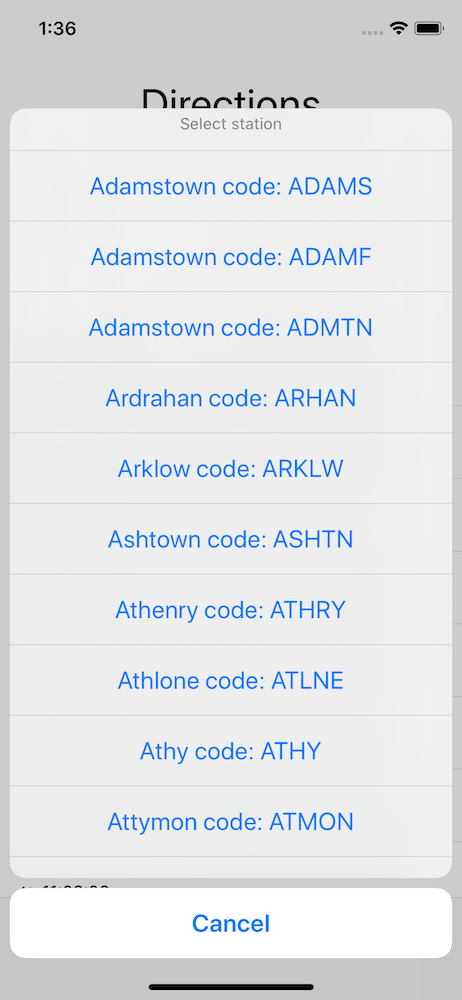 1:36
Directions
Select station
Adamstown code: ADAMS
Adamstown code: ADAMF
Adamstown code: ADMTN
Ardrahan code: ARHAN
Arklow code: ARKLW
Ashtown code: ASHTN
Athenry code: ATHRY
Athlone code: ATLNE
Athy code: ATHY
Attymon code: ATMON
Cancel